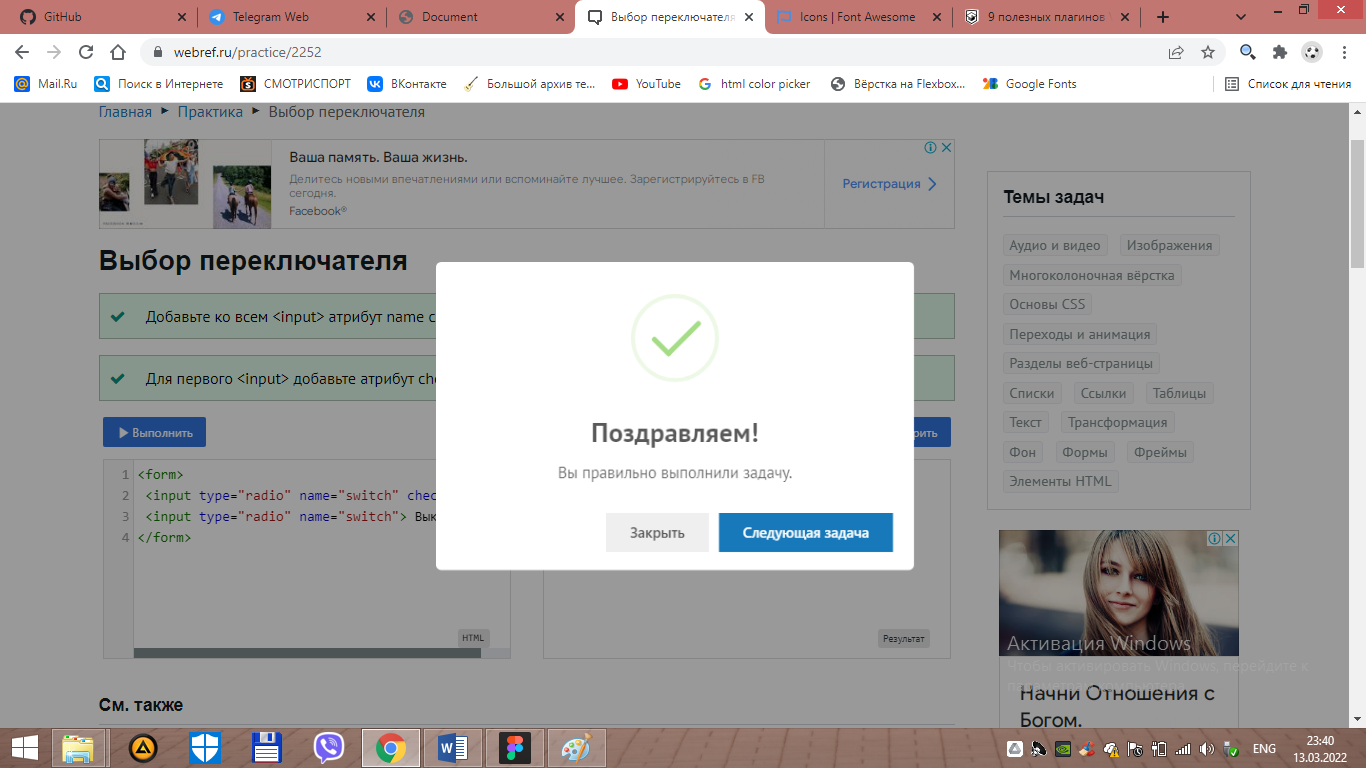 GitHub
Telegram Web
Document
Выбор переключателя
Icons | Font Awesome
9 полезных плагинов
webref.ru/practice/2252
Mail.Ru
Поиск в Интернете
СМОТРИСПОРТ
ВКонтакте
Большой архив те...
YouTube
html color picker
Вёрстка на Flexbox...
Google Fonts
Список для чтения
Главная ► Практика ► Выбор переключателя
Ваша память. Ваша жизнь.
Делитесь новыми впечатлениями или вспоминайте лучшее. Зарегистрируйтесь в FB
сегодня.
Facebook®
Регистрация
Выбор переключателя
Добавьте ко всем <input> атрибут name с
Для первого <input> добавьте атрибут che
Выполнить
рить
1 <form>
2 <input type="radio" name="switch" chec
3 <input type="radio" name="switch"> Вык
4 </form>
HTML
Результат
См. также
Поздравляем!
Вы правильно выполнили задачу.
Закрыть
Следующая задача
Темы задач
Аудио и видео Изображения
Многоколоночная вёрстка
Основы CSS
Переходы и анимация
Разделы веб-страницы
Списки Ссылки Таблицы
Текст Трансформация
Фон Формы Фреймы
Элементы HTML
Активация Windows
Чтобы активировать Windows, перейдите к
параметрам компьютера.
Начни Отношения с
Богом.
ENG
23:40
13.03.2022